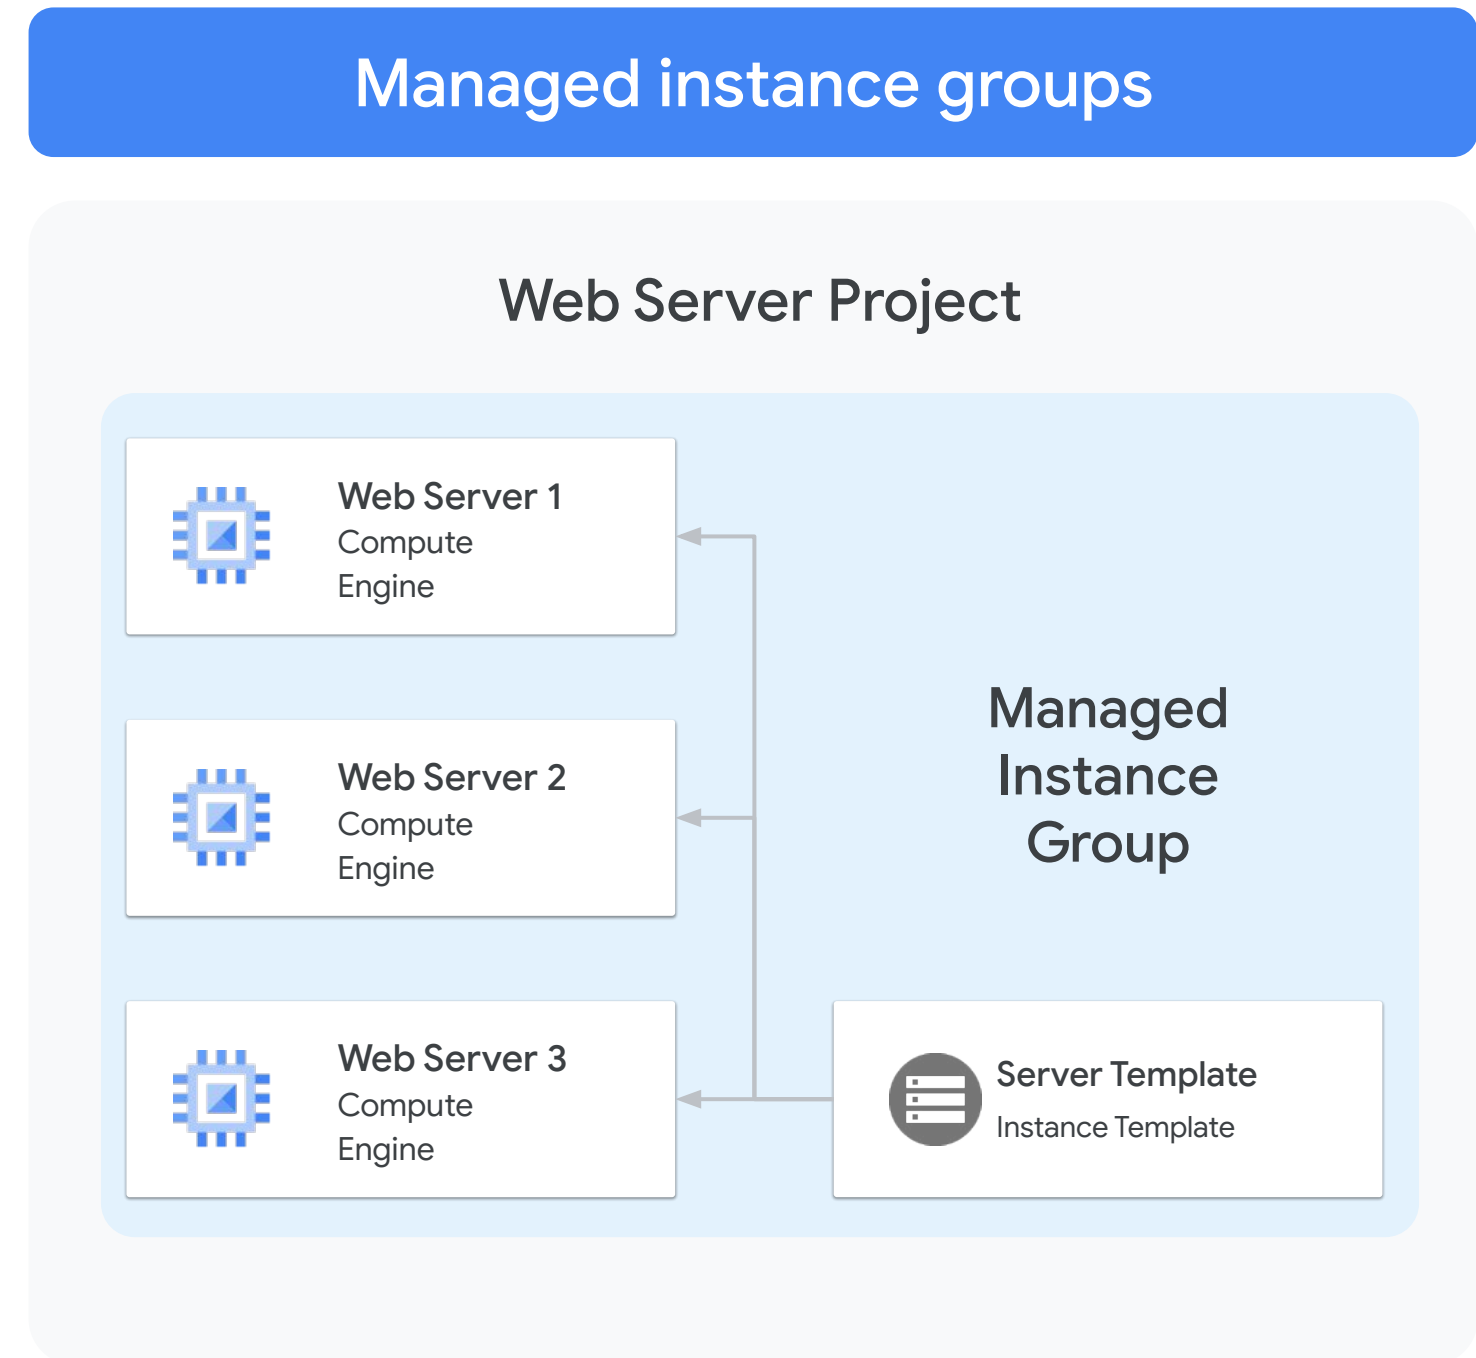 Managed instance groups
Web Server Project
Web Server 1
Compute
Engine
Web Server 2
Compute
Engine
Managed
Instance
Group
Web Server 3
Compute
Engine
Server Template
Instance Template